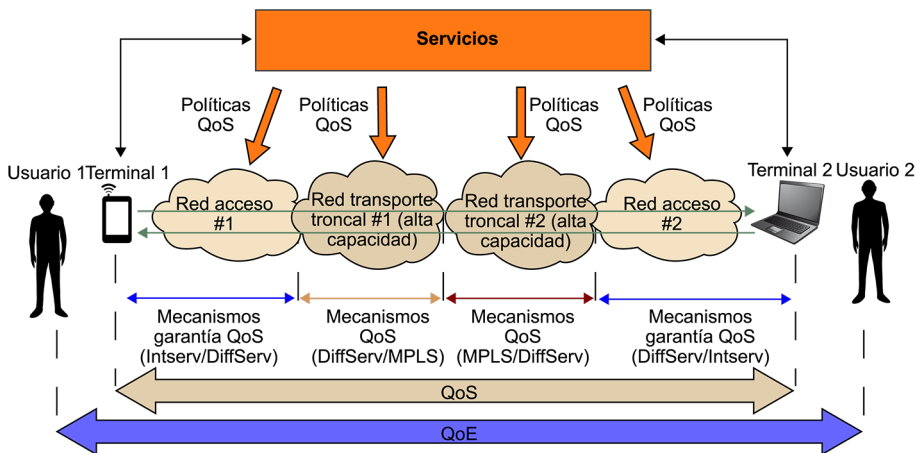 Servicios
Políticas
QoS
Políticas
QoS
Políticas
QoS
Políticas
QoS
Usuario 1
Terminal 1
Terminal 2
Usuario 2
Red acceso
#1
Red transporte
troncal #1 (alta
capacidad)
Red transporte
troncal #2 (alta
capacidad)
Red acceso
#2
Mecanismos
garantía QoS
(Intserv/DiffServ)
Mecanismos
QoS
(DiffServ/MPLS)
Mecanismos
QoS
(MPLS/DiffServ)
Mecanismos
garantía QoS
(DiffServ/Intserv)
QoS
QoE